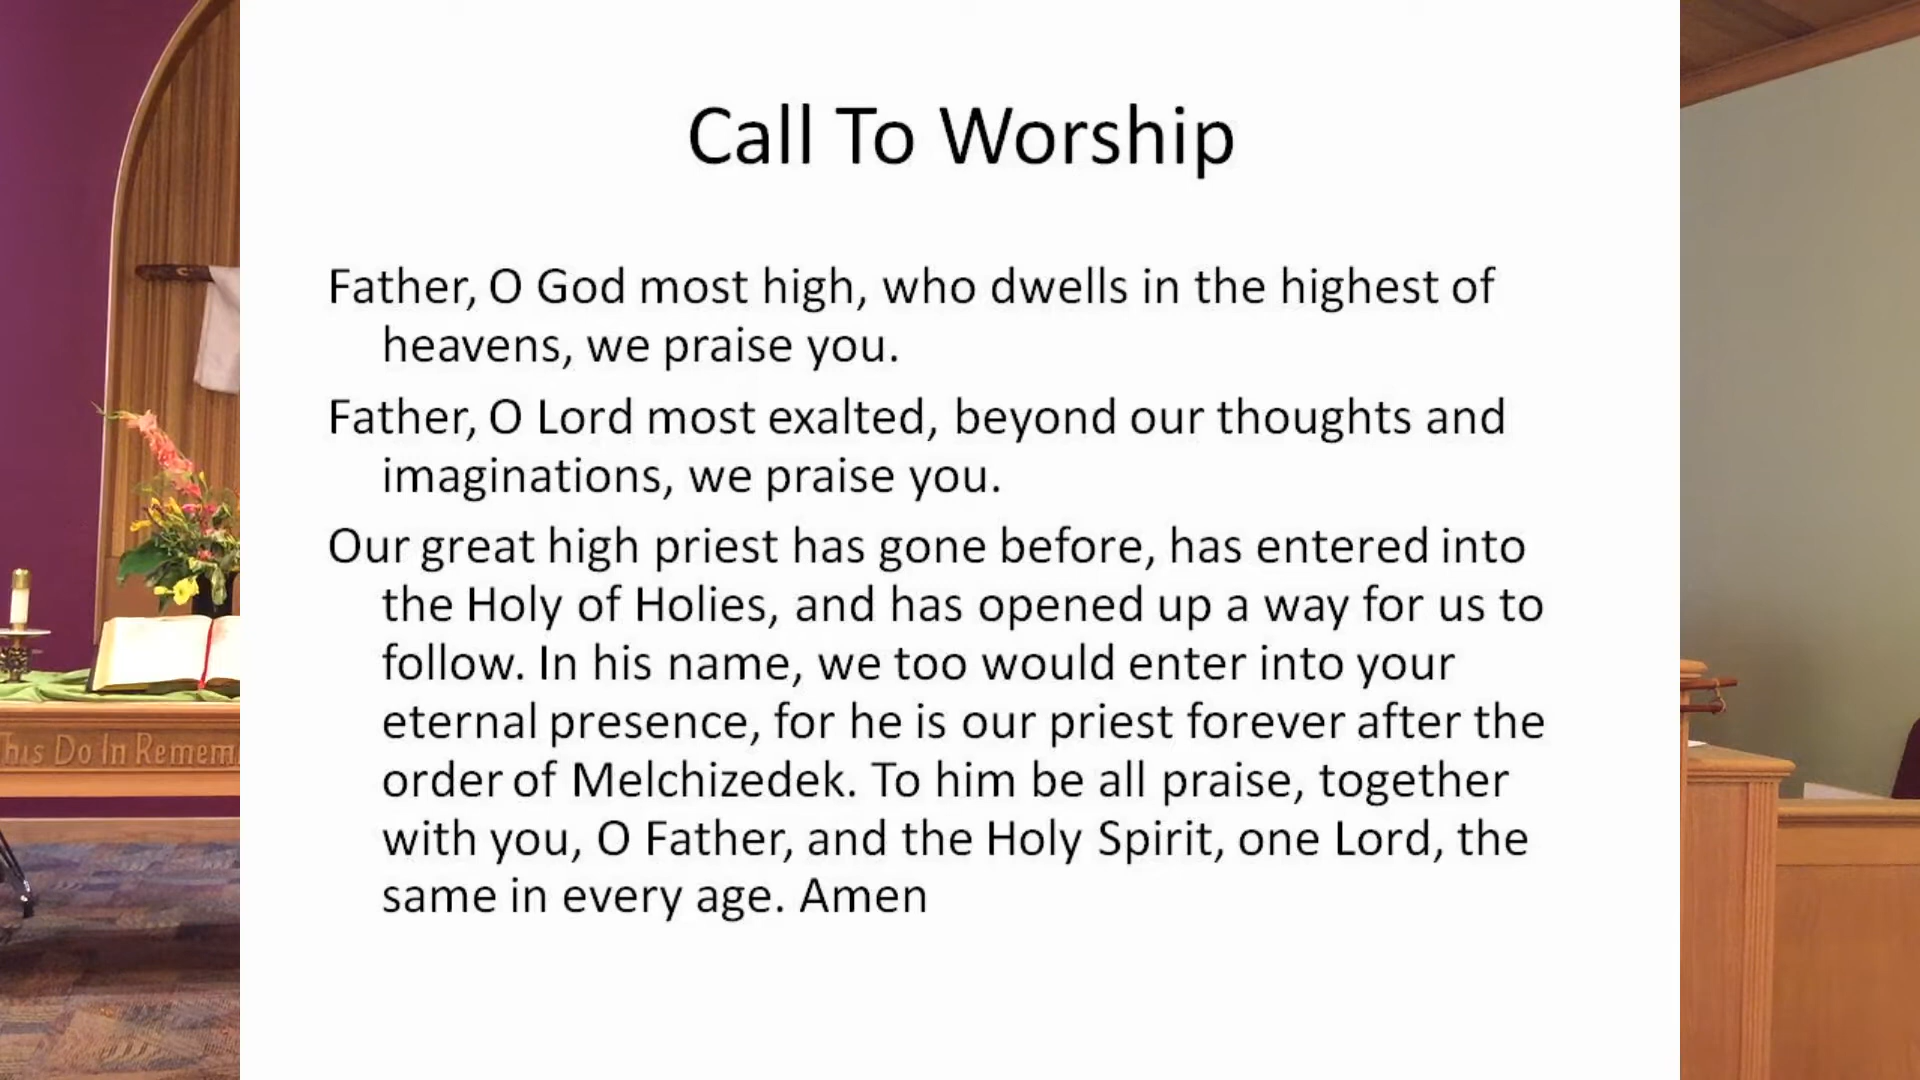 Call To Worship
Father, O God most high, who dwells in the highest of
heavens, we praise you.
Father, O Lord most exalted, beyond our thoughts and
imaginations, we praise you.
Our great high priest has gone before, has entered into
the Holy of Holies, and has opened up a way for us to
follow. In his name, we too would enter into your
eternal presence, for he is our priest forever after the
order of Melchizedek. To him be all praise, together
with you, O Father, and the Holy Spirit, one Lord, the
same in every age. Amen
his Do In Remem